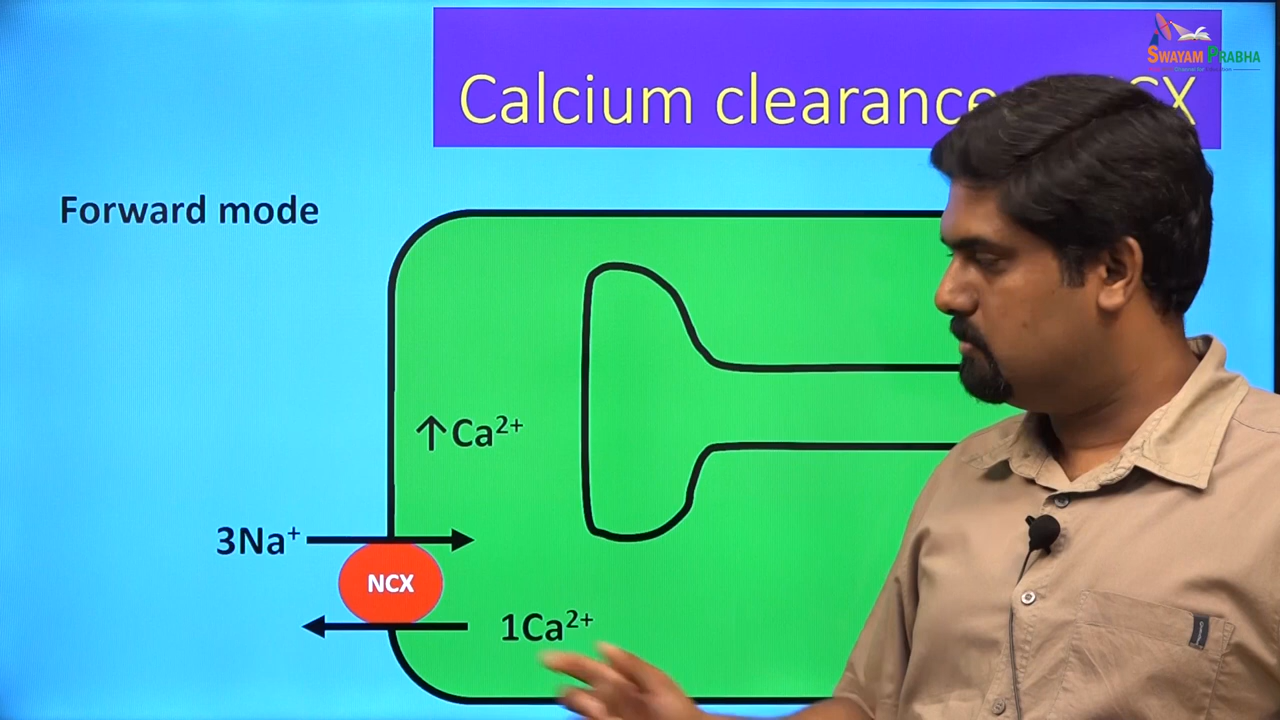 SWAYAM PRABHA
Calcium clearance
Forward mode
↑Ca²⁺
3Na⁺
NCX
1Ca²⁺